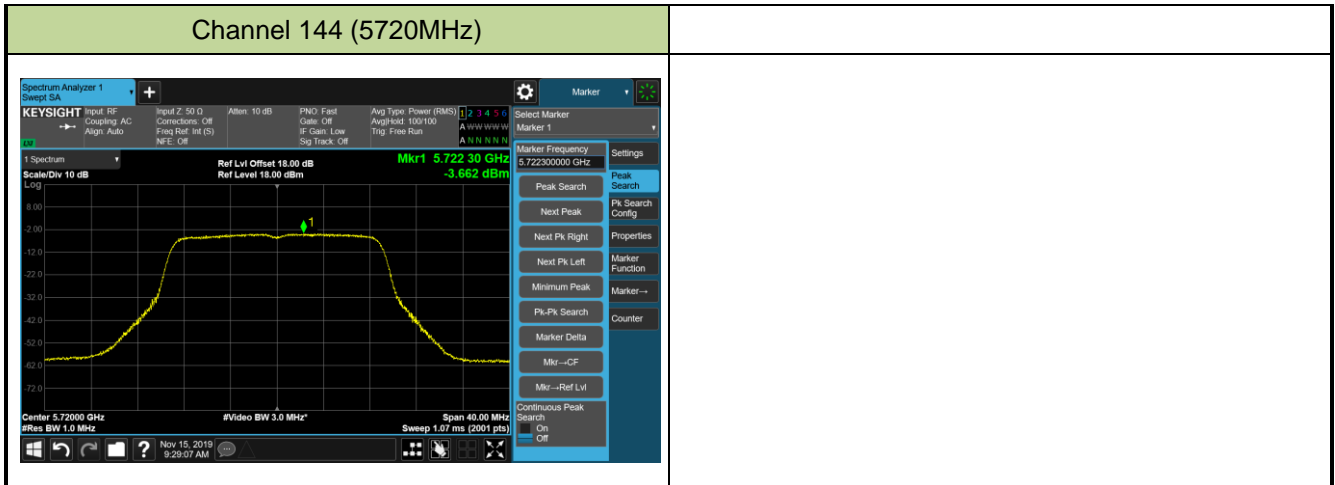 Channel 144 (5720MHz)
Spectrum Analyzer 1
Swept SA
Marker
KEYSIGHT
Input: RF
Coupling: AC
Align: Auto
Input Z: 50 Ω
Corrections: Off
Freq Ref: Int (S)
NFE: Off
Atten: 10 dB
PNO: Fast
Gate: Off
IF Gain: Low
Sig Track: Off
Avg Type: Power (RMS)
Avg|Hold: 100/100
Trig: Free Run
1 2 3 4 5 6
A W W W W W
A N N N N N
Select Marker
Marker 1
1 Spectrum
Scale/Div 10 dB
Log
Ref Lvl Offset 18.00 dB
Ref Level 18.00 dBm
Mkr1 5.722 30 GHz
-3.662 dBm
8.00
-2.00
-12.0
-22.0
-32.0
-42.0
-52.0
-62.0
-72.0
1
Center 5.72000 GHz
#Res BW 1.0 MHz
#Video BW 3.0 MHz*
Span 40.00 MHz
Sweep 1.07 ms (2001 pts)
Marker Frequency
5.722300000 GHz
Peak Search
Next Peak
Next Pk Right
Next Pk Left
Minimum Peak
Pk-Pk Search
Marker Delta
Mkr→CF
Mkr→Ref Lvl
Continuous Peak
Search
On
Off
Settings
Peak
Search
Pk Search
Config
Properties
Marker
Function
Marker→
Counter
?
Nov 15, 2019
9:29:07 AM